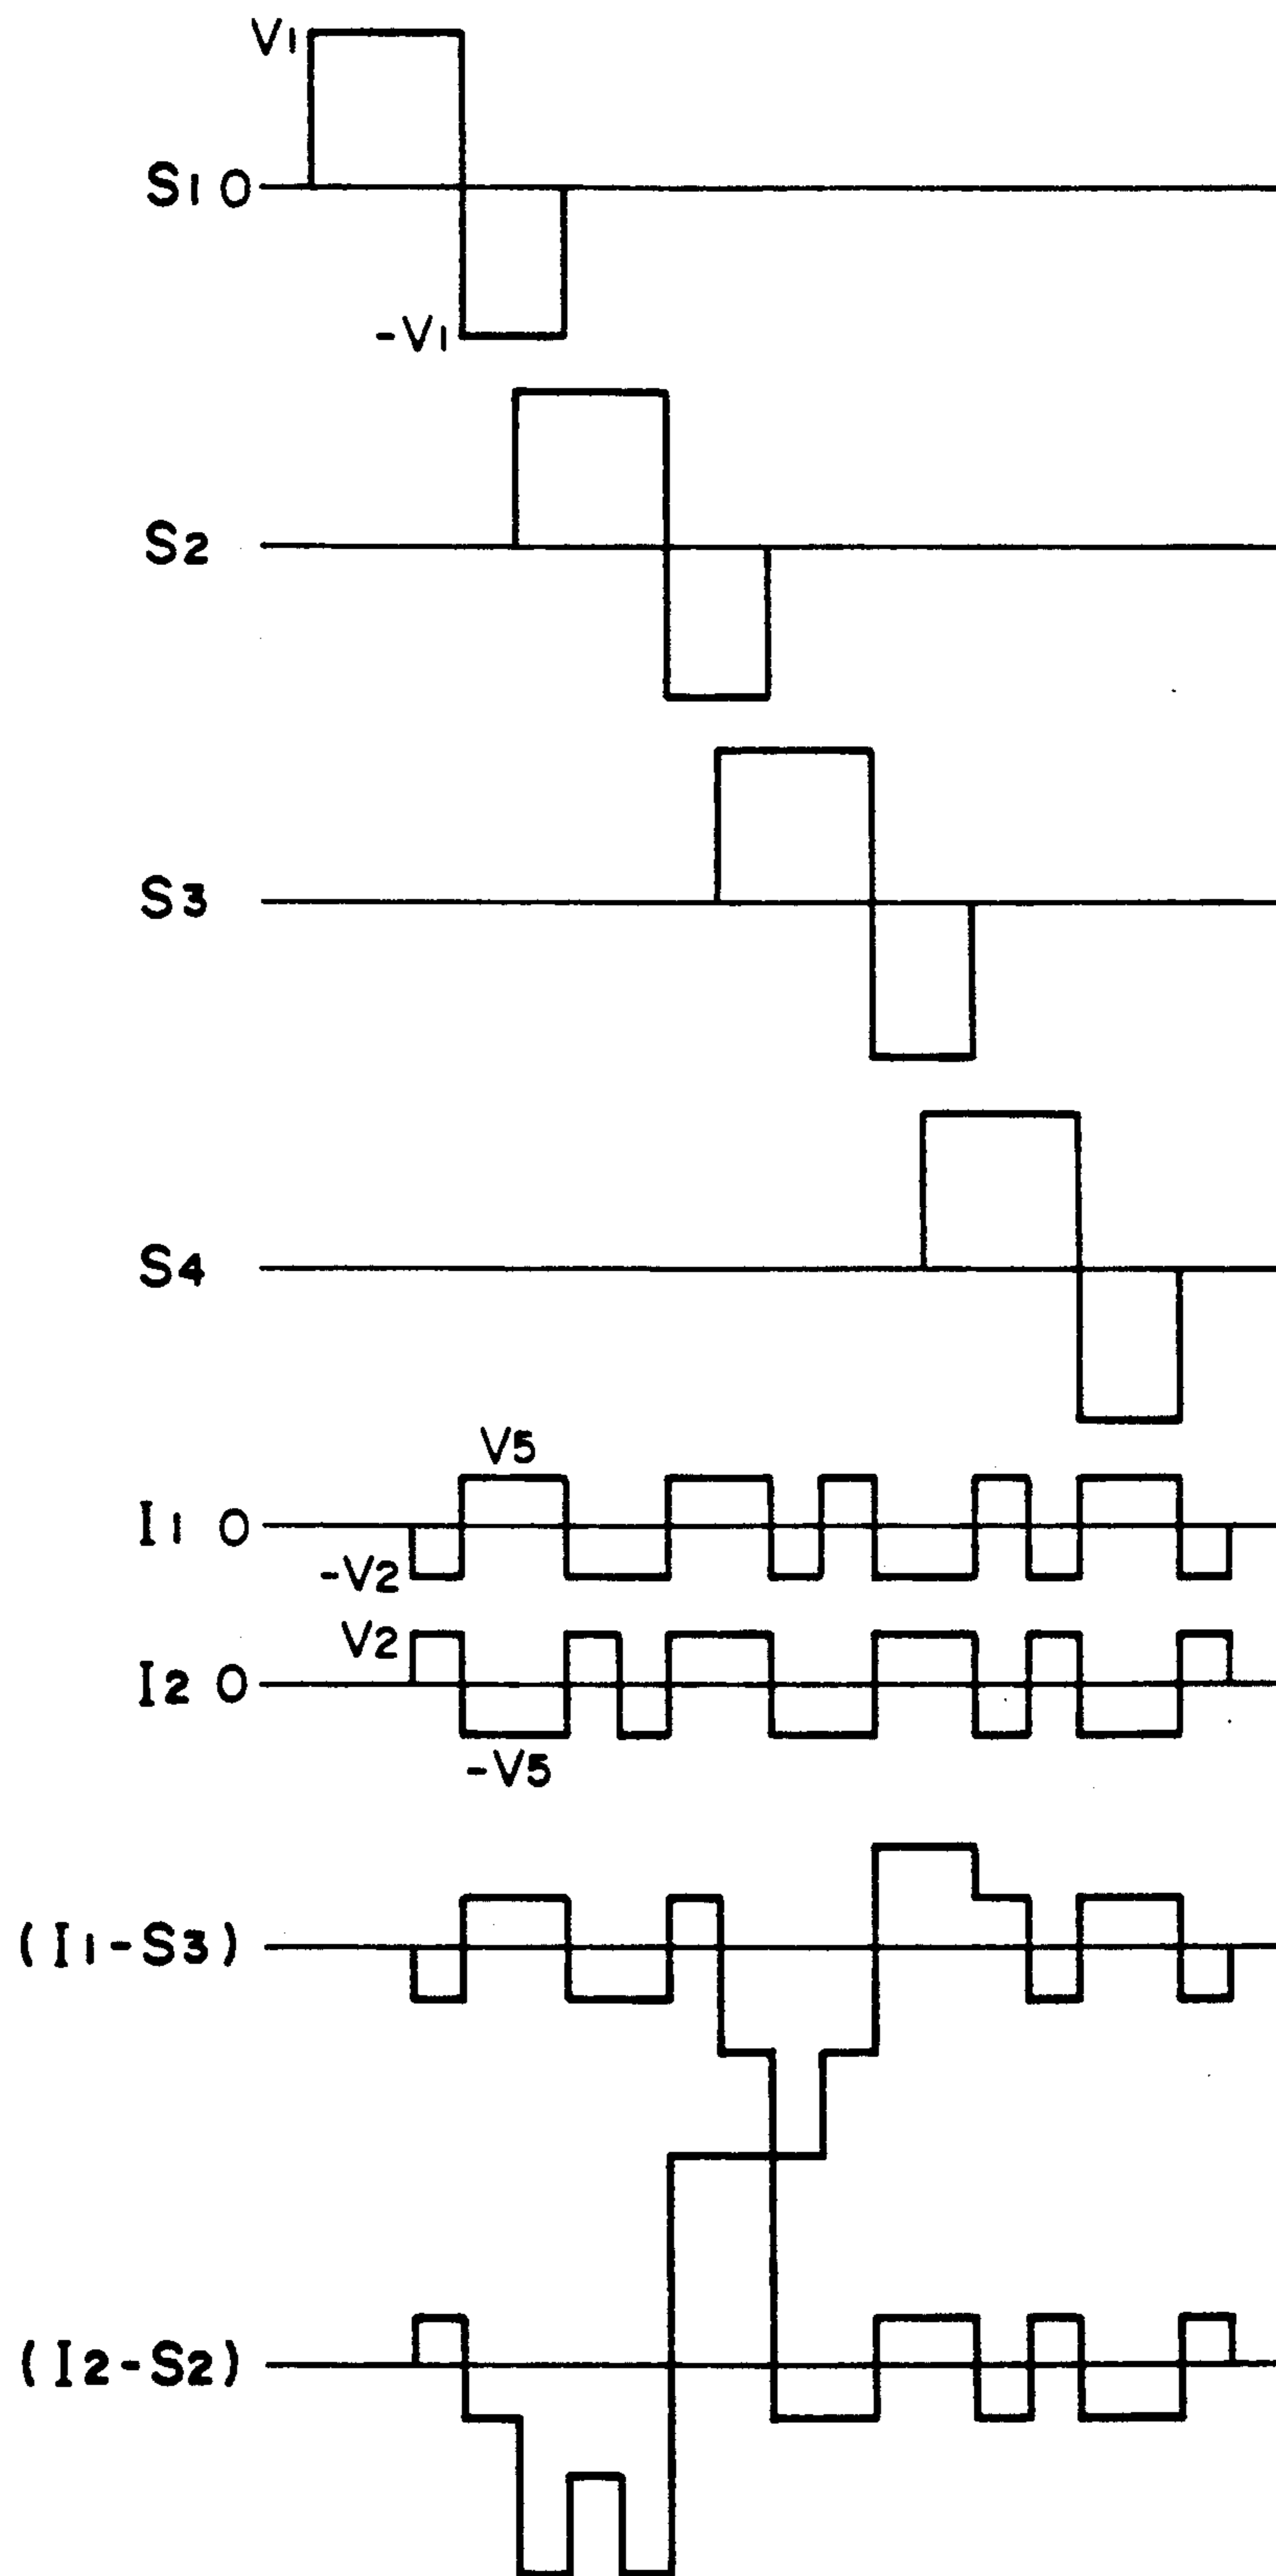 V1
S1 0
-V1
S2
S3
S4
V5
I1 0
-V2
V2
I2 0
-V5
(I1-S3)
(I2-S2)